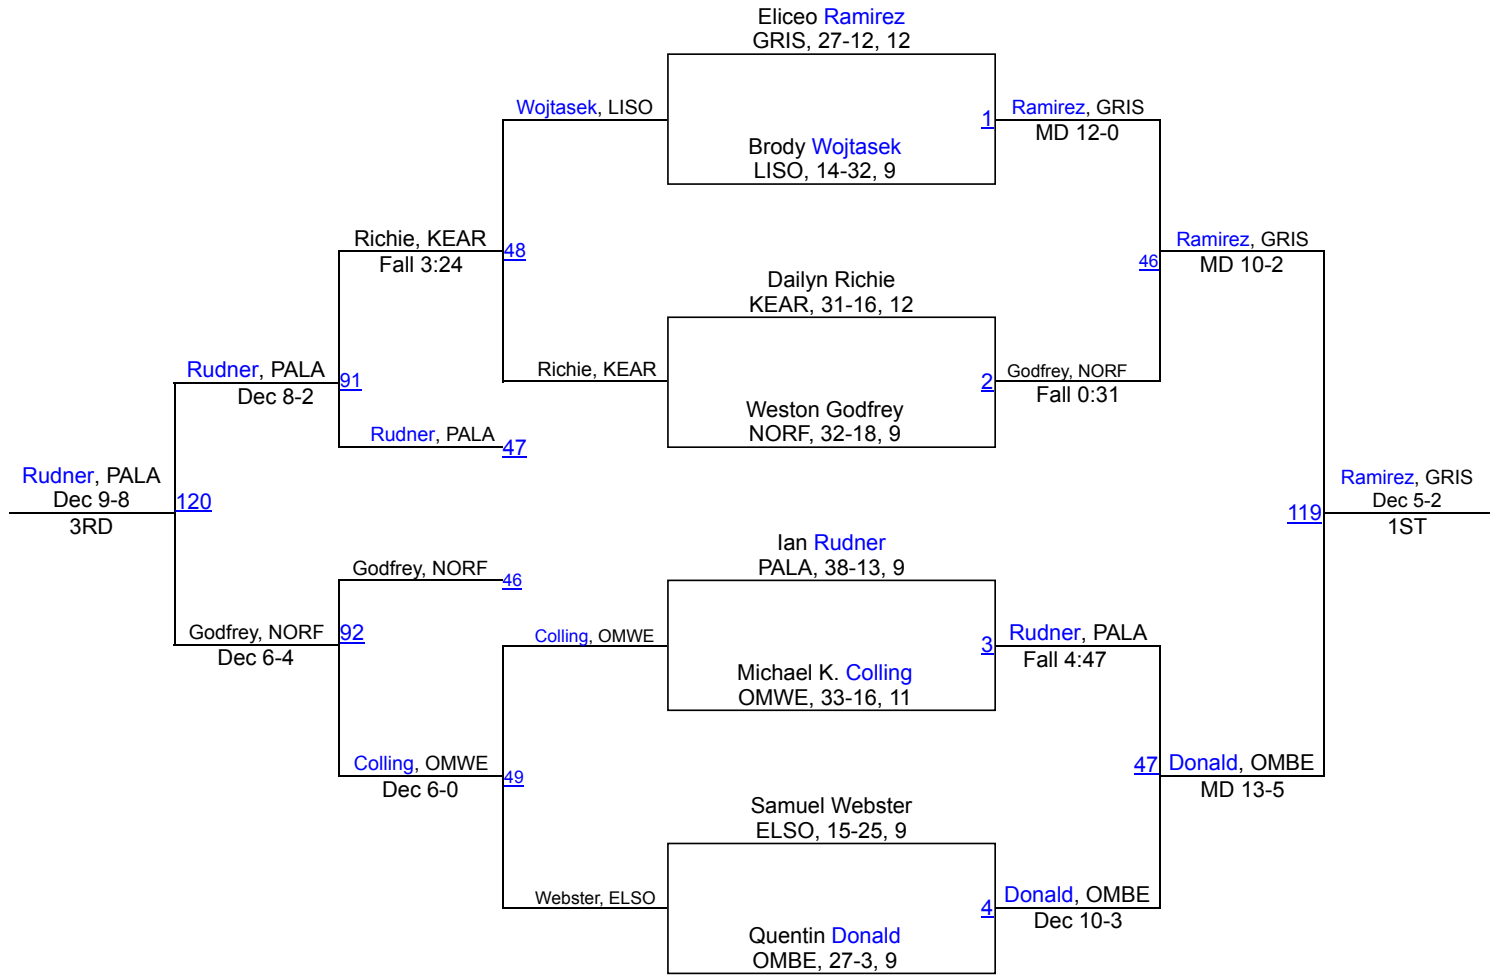 Eliceo Ramirez
GRIS, 27-12, 12
Wojtasek, LISO
1
Ramirez, GRIS
MD 12-0
Brody Wojtasek
LISO, 14-32, 9
Richie, KEAR
Fall 3:24
48
Ramirez, GRIS
MD 10-2
46
Dailyn Richie
KEAR, 31-16, 12
Rudner, PALA
Dec 8-2
91
Richie, KEAR
2
Godfrey, NORF
Fall 0:31
Weston Godfrey
NORF, 32-18, 9
Rudner, PALA
47
Rudner, PALA
Dec 9-8
3RD
120
Ramirez, GRIS
Dec 5-2
1ST
119
Ian Rudner
PALA, 38-13, 9
Godfrey, NORF
46
Godfrey, NORF
Dec 6-4
92
Colling, OMWE
3
Rudner, PALA
Fall 4:47
Michael K. Colling
OMWE, 33-16, 11
Colling, OMWE
Dec 6-0
49
47
Donald, OMBE
MD 13-5
Samuel Webster
ELSO, 15-25, 9
Webster, ELSO
4
Donald, OMBE
Dec 10-3
Quentin Donald
OMBE, 27-3, 9